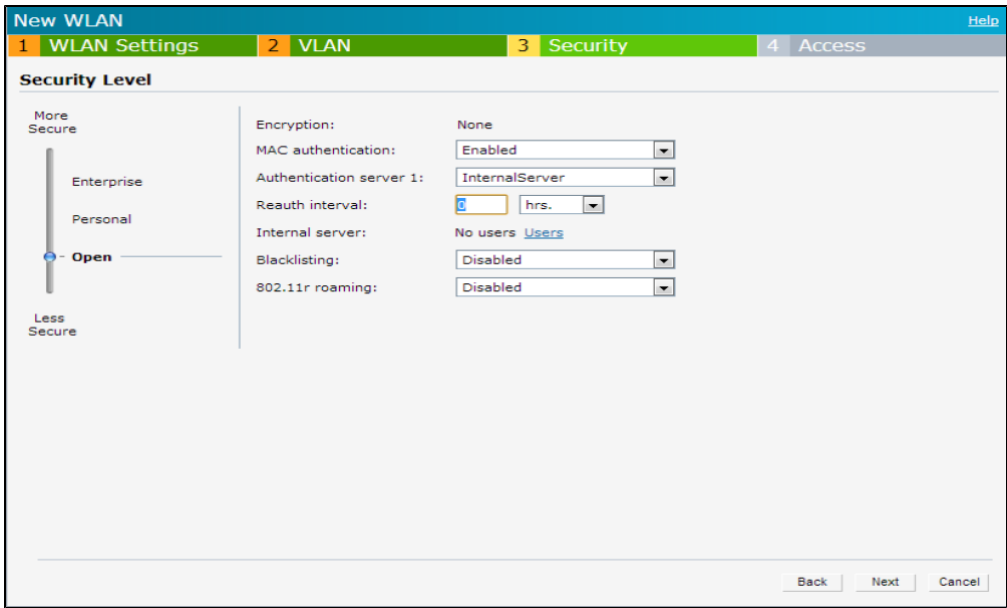 New WLAN
Help
1 WLAN Settings
2 VLAN
3 Security
4 Access
Security Level
More
Secure
Enterprise
Personal
Open
Less
Secure
Encryption: None
MAC authentication: Enabled
Authentication server 1: InternalServer
Reauth interval: 0 hrs.
Internal server: No users Users
Blacklisting: Disabled
802.11r roaming: Disabled
Back
Next
Cancel